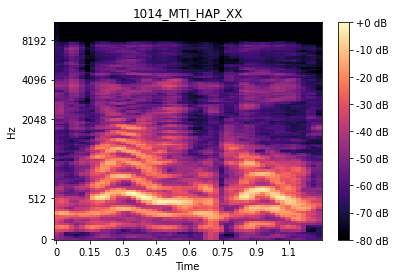 1014_MTI_HAP_XX
8192
4096
2048
1024
512
0
Hz
0 0.15 0.3 0.45 0.6 0.75 0.9 1.1
Time
+0 dB
-10 dB
-20 dB
-30 dB
-40 dB
-50 dB
-60 dB
-70 dB
-80 dB